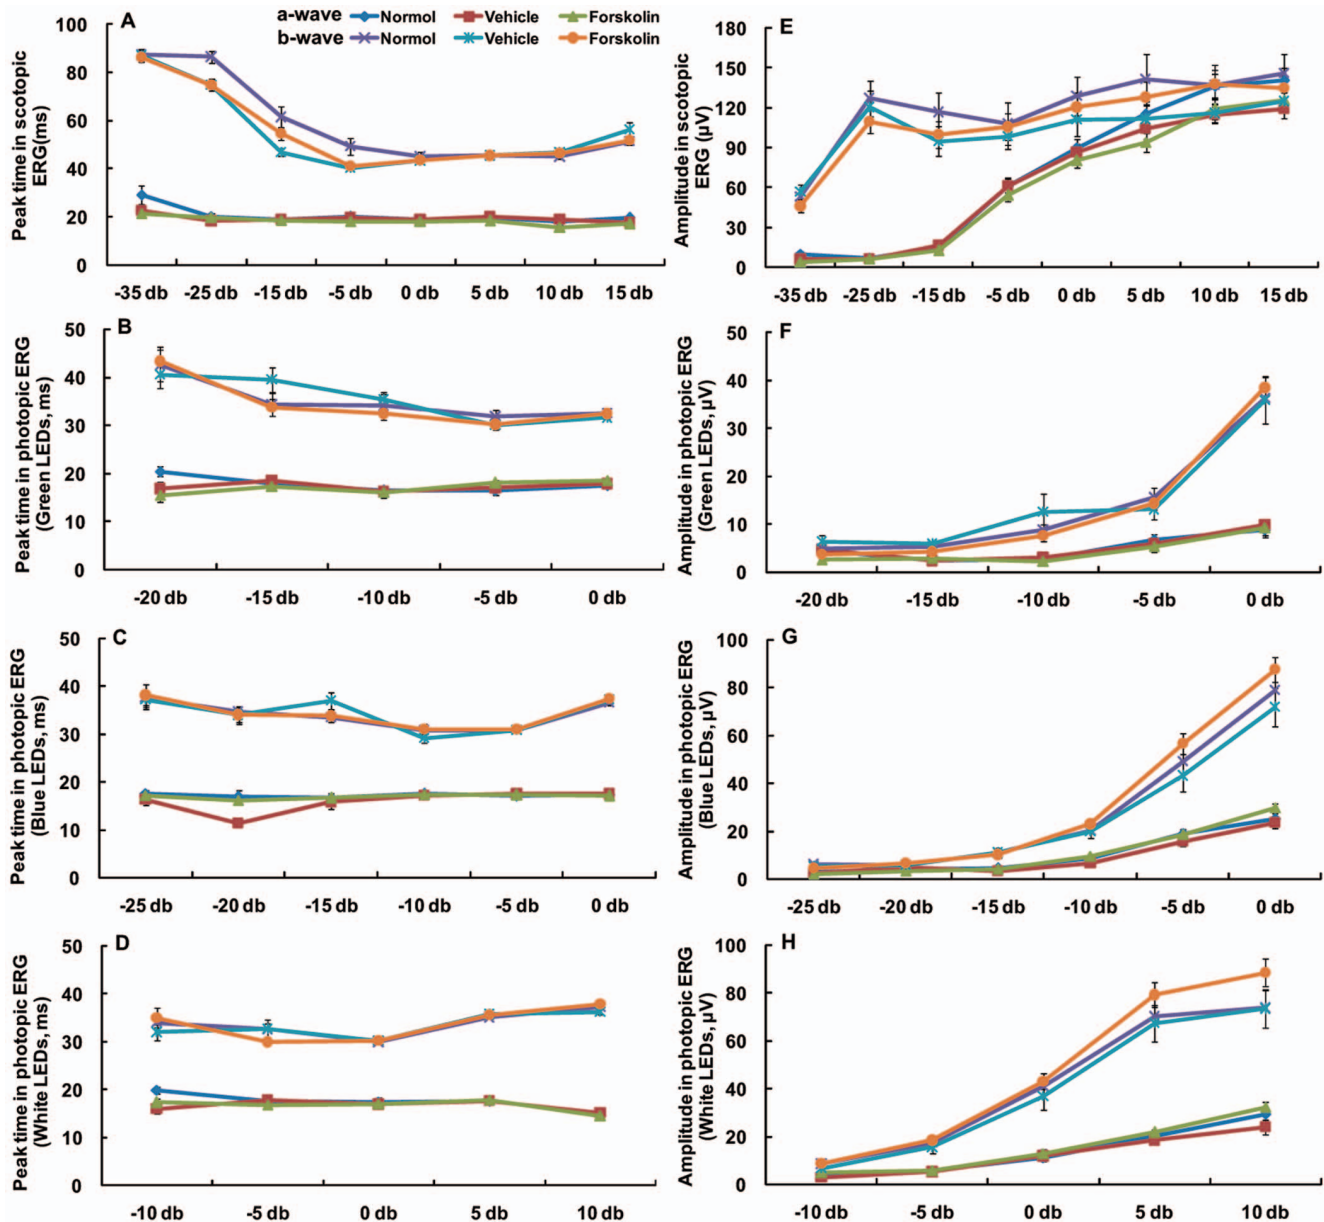 A
a-wave Normol Vehicle Forskolin
b-wave Normol Vehicle Forskolin
Peak time in scotopic
ERG(ms)
100
80
60
40
20
0
-35 db -25 db -15 db -5 db 0 db 5 db 10 db 15 db
E
Amplitude in scotopic
ERG (µV)
180
150
120
90
60
30
0
-35 db -25 db -15 db -5 db 0 db 5 db 10 db 15 db
B
Peak time in photopic ERG
(Green LEDs, ms)
50
40
30
20
10
0
-20 db -15 db -10 db -5 db 0 db
F
Amplitude in photopic ERG
(Green LEDs, µV)
50
40
30
20
10
0
-20 db -15 db -10 db -5 db 0 db
C
Peak time in photopic ERG
(Blue LEDs, ms)
50
40
30
20
10
0
-25 db -20 db -15 db -10 db -5 db 0 db
G
Amplitude in photopic ERG
(Blue LEDs, µV)
100
80
60
40
20
0
-25 db -20 db -15 db -10 db -5 db 0 db
D
Peak time in photopic ERG
(White LEDs, ms)
50
40
30
20
10
0
-10 db -5 db 0 db 5 db 10 db
H
Amplitude in photopic ERG
(White LEDs, µV)
100
80
60
40
20
0
-10 db -5 db 0 db 5 db 10 db